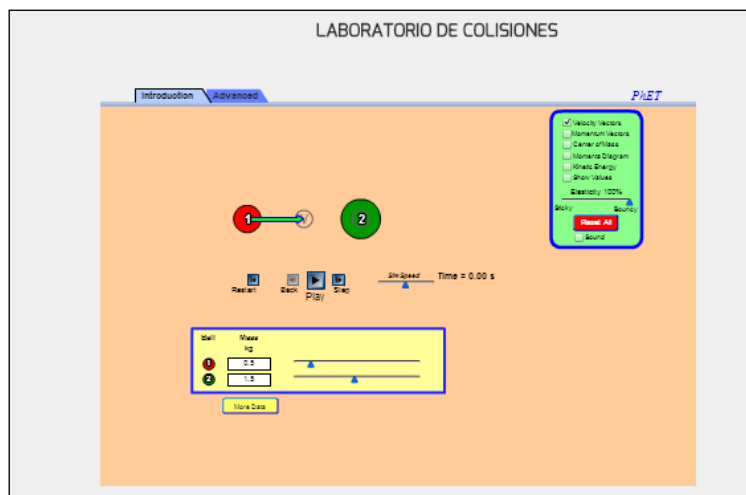 LABORATORIO DE COLISIONES
Introduction Advanced PhET
Velocity Vectors
Momentum Vectors
Center of Mass
Momenta Diagram
Kinetic Energy
Show Values
Elasticity 100%
Sticky Bouncy
Reset All
Sound
1 V 2
Sim Speed Time = 0.00 s
Restart Back Play Step
Ball Mass
kg
1 0.5
2 1.5
More Data